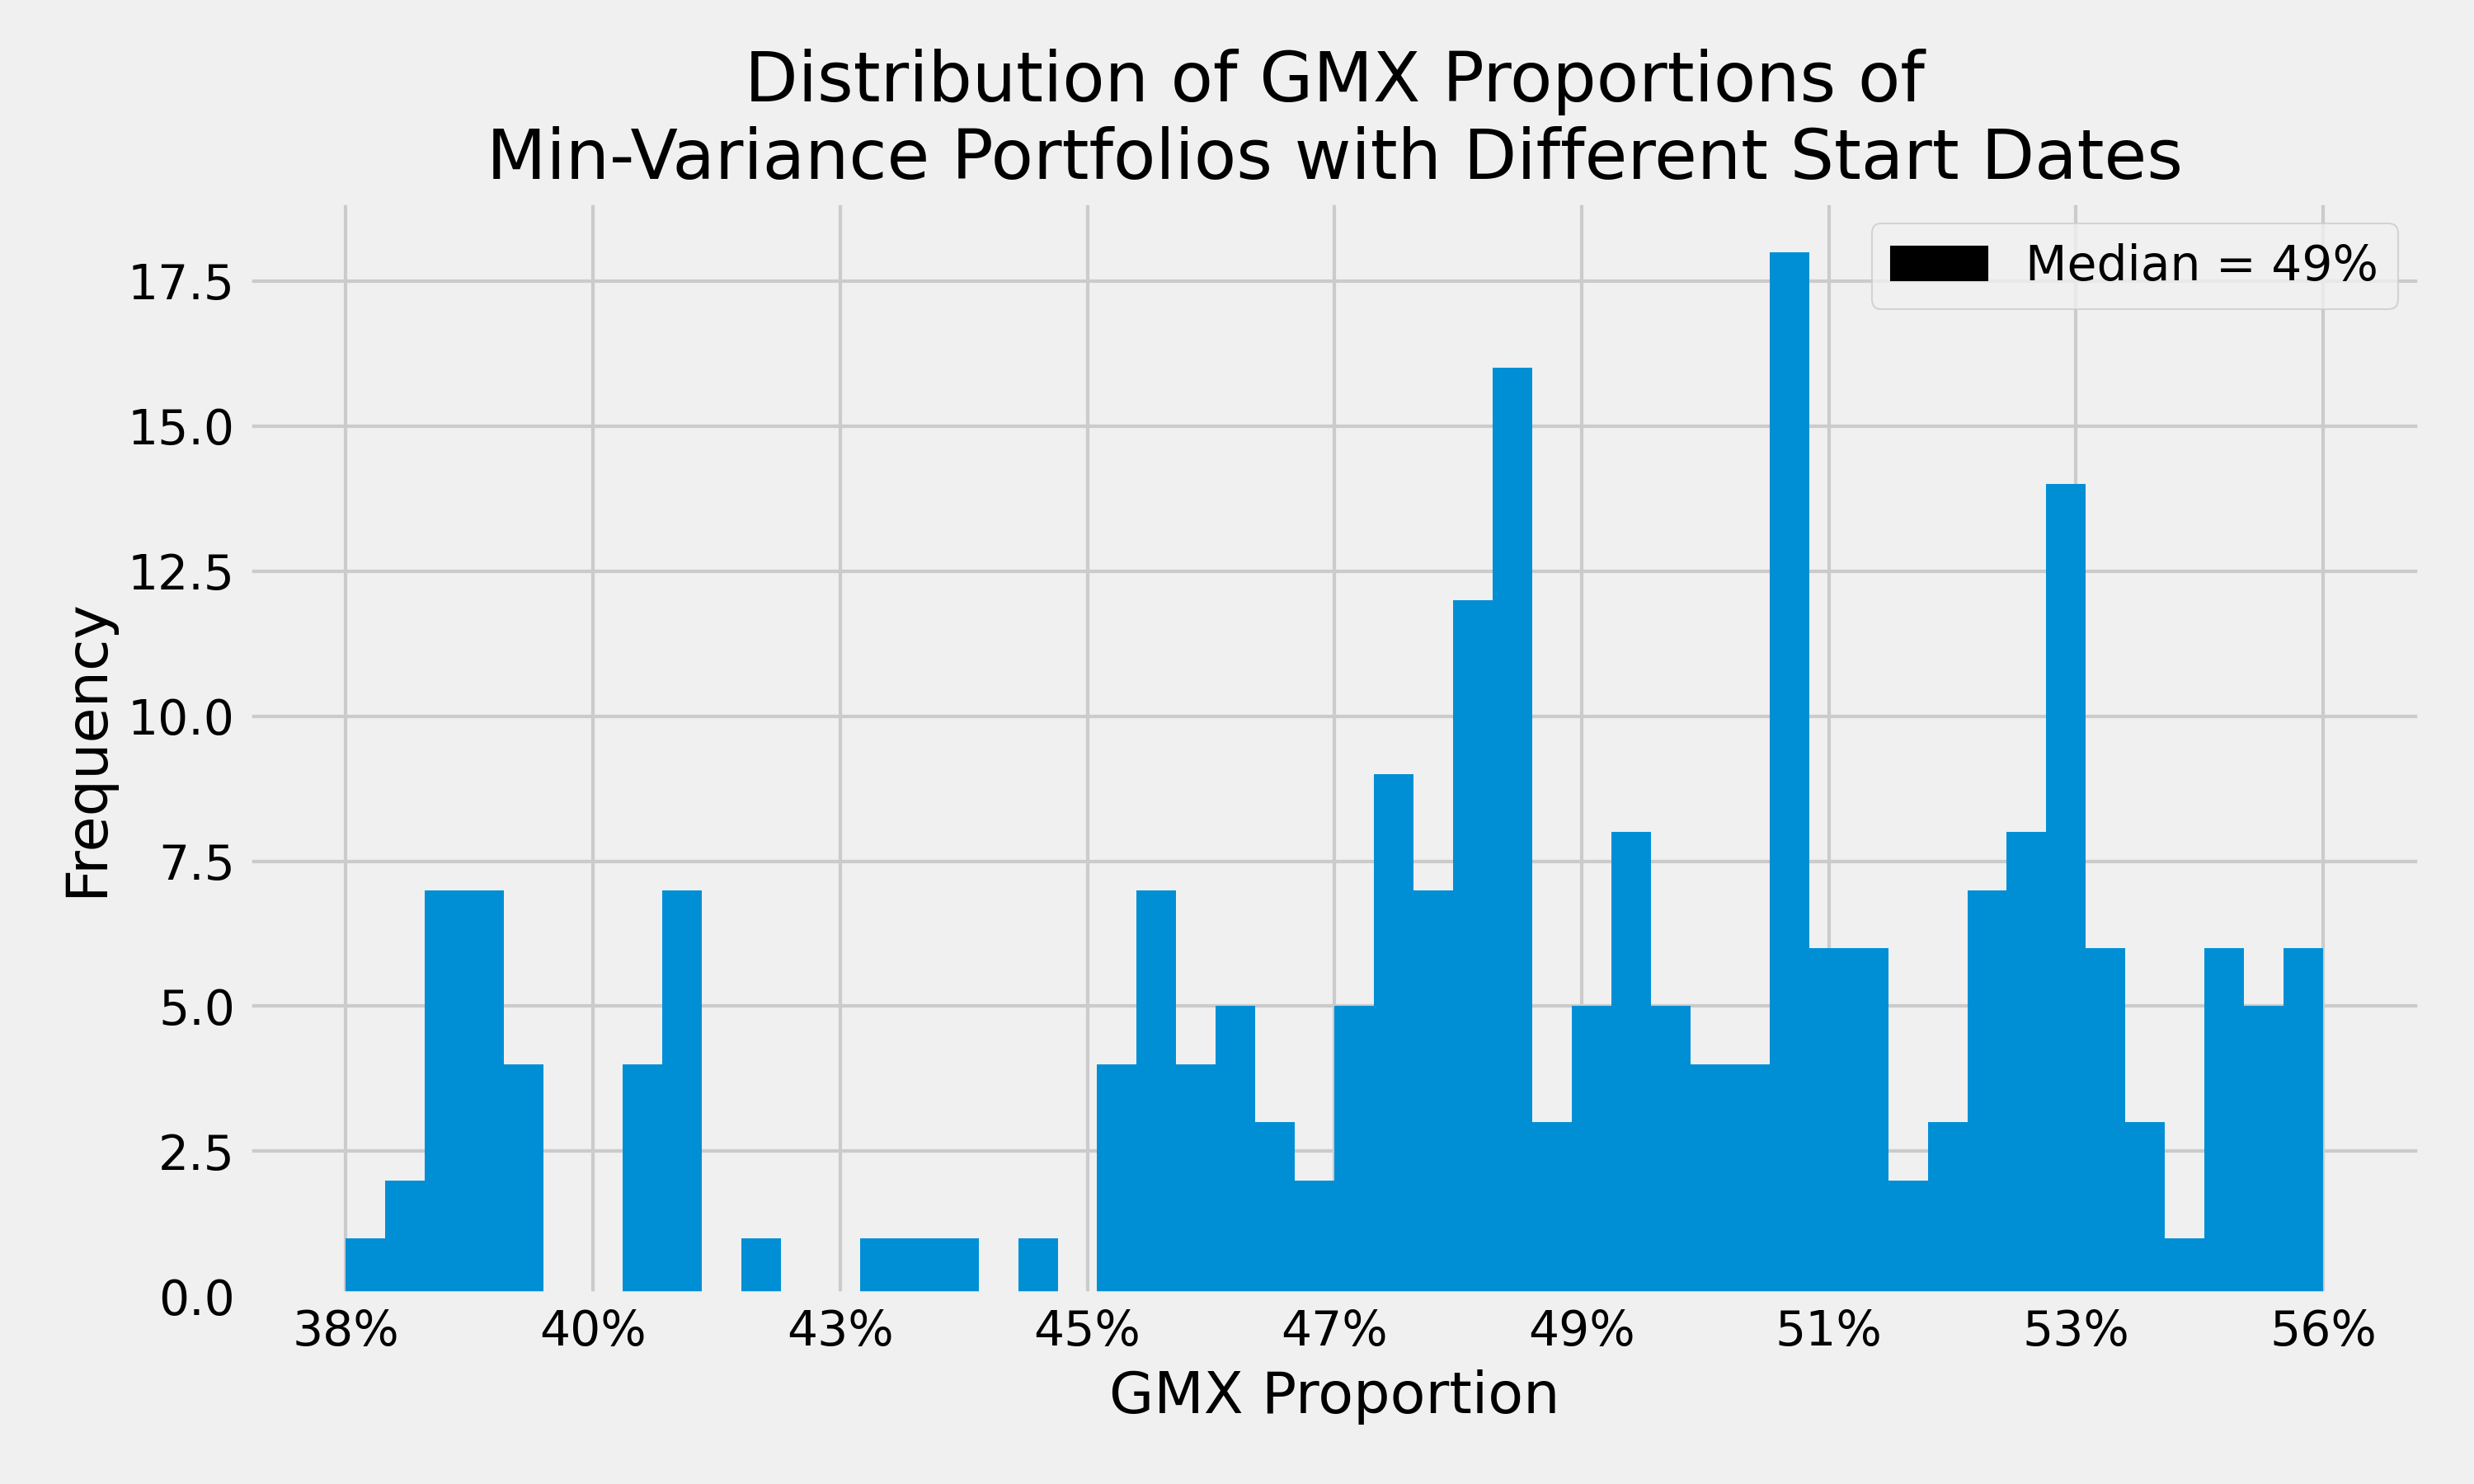 Distribution of GMX Proportions of
Min-Variance Portfolios with Different Start Dates
Median = 49%
Frequency
17.5
15.0
12.5
10.0
7.5
5.0
2.5
0.0
38% 40% 43% 45% 47% 49% 51% 53% 56%
GMX Proportion